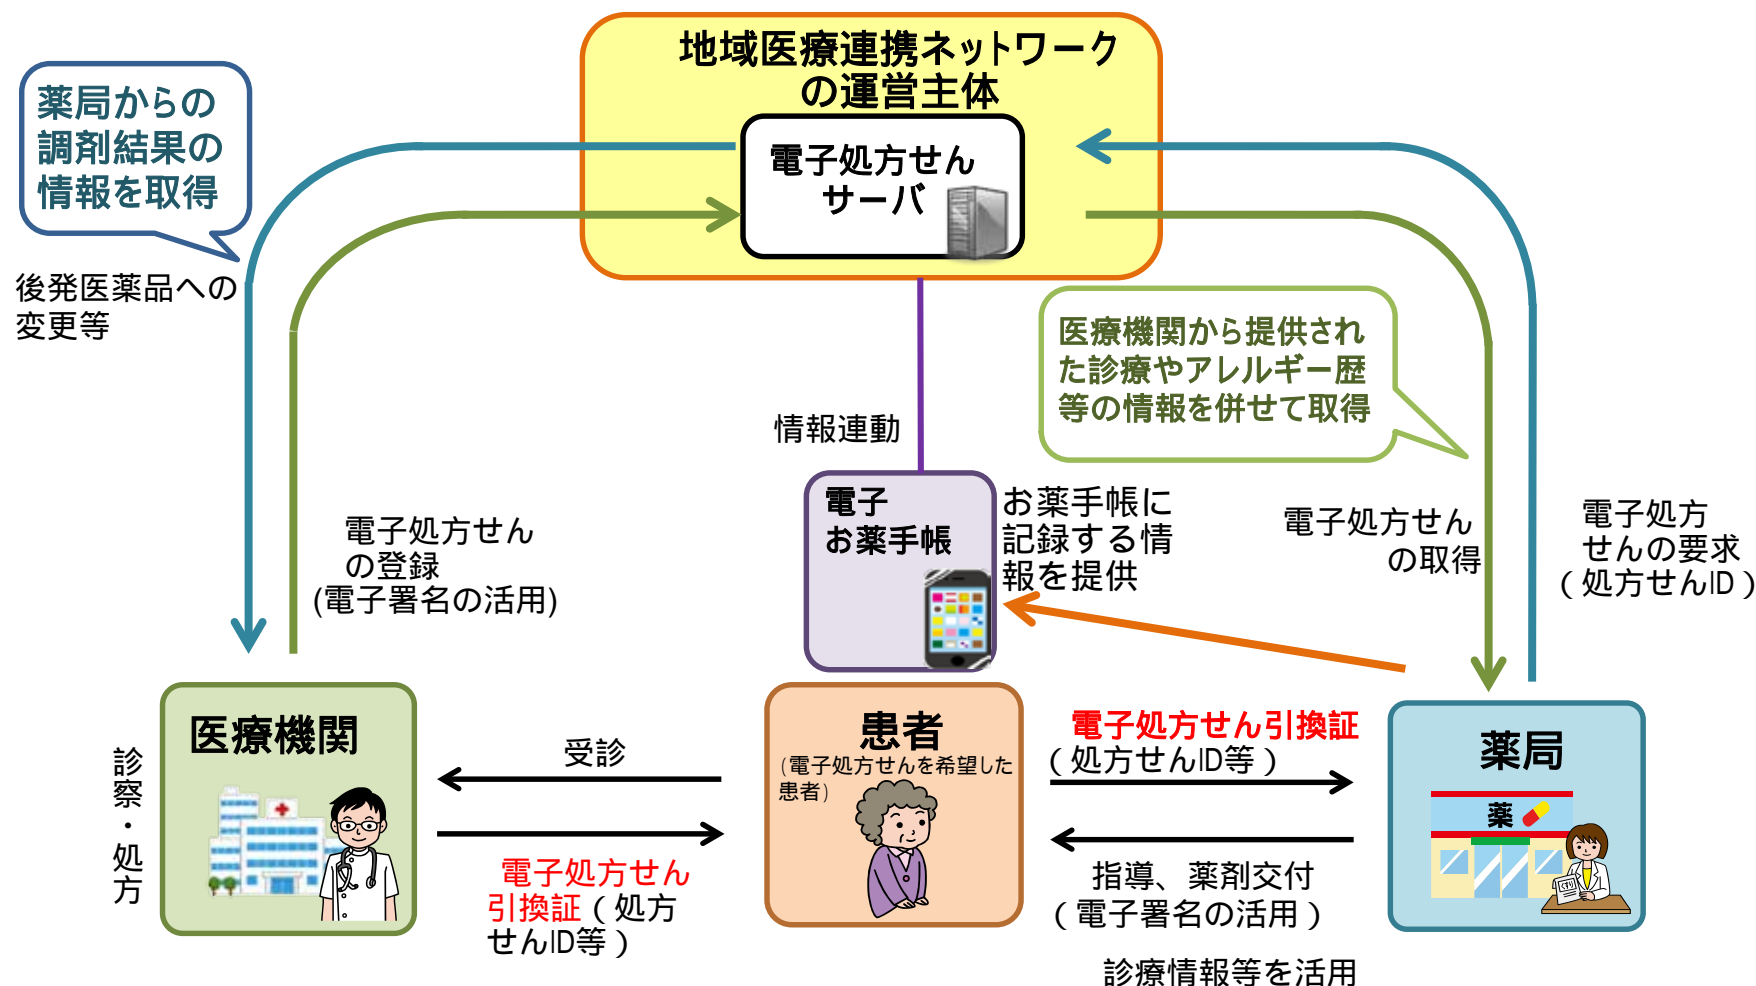 地域医療連携ネットワーク
の運営主体
電子処方せん
サーバ
薬局からの
調剤結果の
情報を取得
後発医薬品への
変更等
医療機関から提供され
た診療やアレルギー歴
等の情報を併せて取得
情報連動
電子
お薬手帳
お薬手帳に
記録する情
報を提供
電子処方せん
の登録
(電子署名の活用)
電子処方せん
の取得
電子処方
せんの要求
（処方せんID）
医療機関
診察・処方
受診
電子処方せん
引換証（処方
せんID等）
患者
(電子処方せんを希望した
患者)
電子処方せん引換証
（処方せんID等）
指導、薬剤交付
（電子署名の活用）
診療情報等を活用
薬局
薬